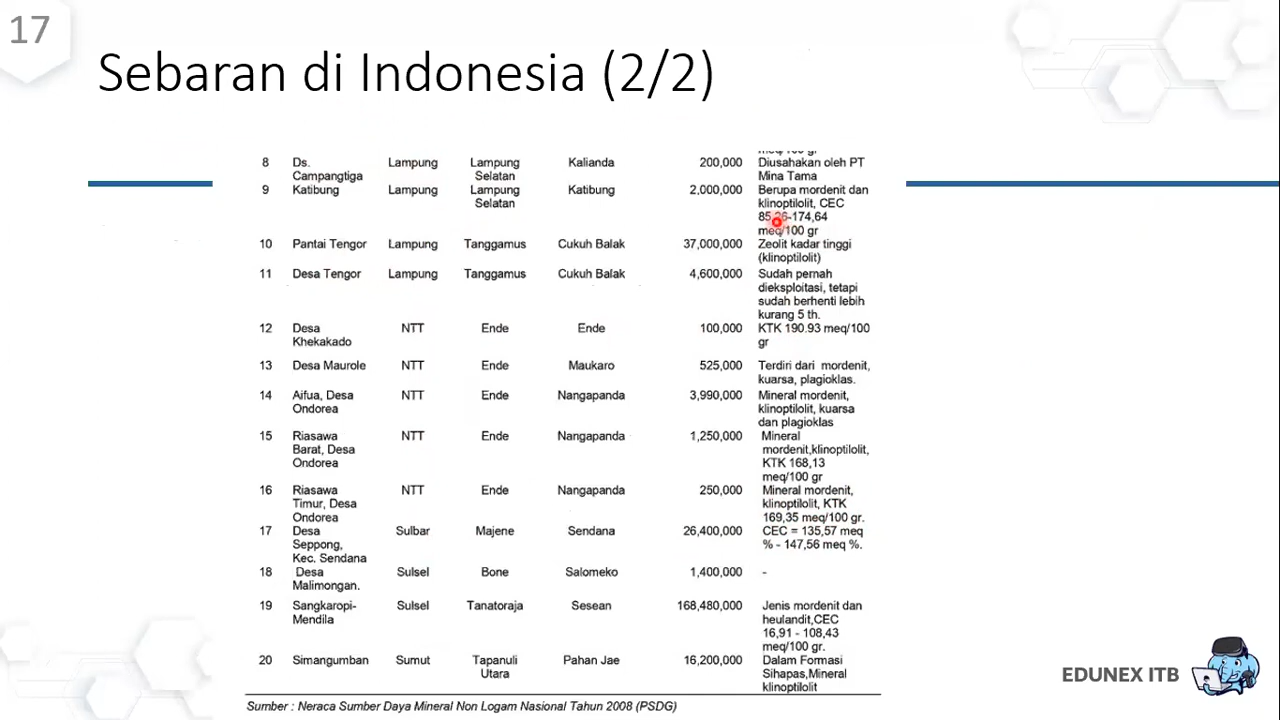 17
Sebaran di Indonesia (2/2)
8 Ds. Lampung Lampung Kalianda 200,000 Diusahakan oleh PT
Campangtiga Selatan Mina Tama
9 Katibung Lampung Lampung Katibung 2,000,000 Berupa mordenit dan
Selatan klinoptilolit, CEC
85,26-174,64
meq/100 gr
10 Pantai Tengor Lampung Tanggamus Cukuh Balak 37,000,000 Zeolit kadar tinggi
(klinoptilolit)
11 Desa Tengor Lampung Tanggamus Cukuh Balak 4,600,000 Sudah pernah
dieksploitasi, tetapi
sudah berhenti lebih
kurang 5 th.
12 Desa NTT Ende Ende 100,000 KTK 190.93 meq/100
Khekakado gr
13 Desa Maurole NTT Ende Maukaro 525,000 Terdiri dari mordenit,
kuarsa, plagioklas.
14 Aifua, Desa NTT Ende Nangapanda 3,990,000 Mineral mordenit,
Ondorea klinoptilolit, kuarsa
dan plagioklas
15 Riasawa NTT Ende Nangapanda 1,250,000 Mineral
Barat, Desa mordenit,klinoptilolit,
Ondorea KTK 168,13
meq/100 gr
16 Riasawa NTT Ende Nangapanda 250,000 Mineral mordenit,
Timur, Desa klinoptilolit, KTK
Ondorea 169,35 meq/100 gr.
17 Desa Sulbar Majene Sendana 26,400,000 CEC = 135,57 meq
Seppong, % - 147,56 meq %.
Kec. Sendana
18 Desa Sulsel Bone Salomeko 1,400,000 -
Malimongan.
19 Sangkaropi- Sulsel Tanatoraja Sesean 168,480,000 Jenis mordenit dan
Mendila heulandit,CEC
16,91 - 108,43
meq/100 gr.
20 Simangumban Sumut Tapanuli Pahan Jae 16,200,000 Dalam Formasi
Utara Sihapas,Mineral
klinoptilolit
Sumber : Neraca Sumber Daya Mineral Non Logam Nasional Tahun 2008 (PSDG)
EDUNEX ITB